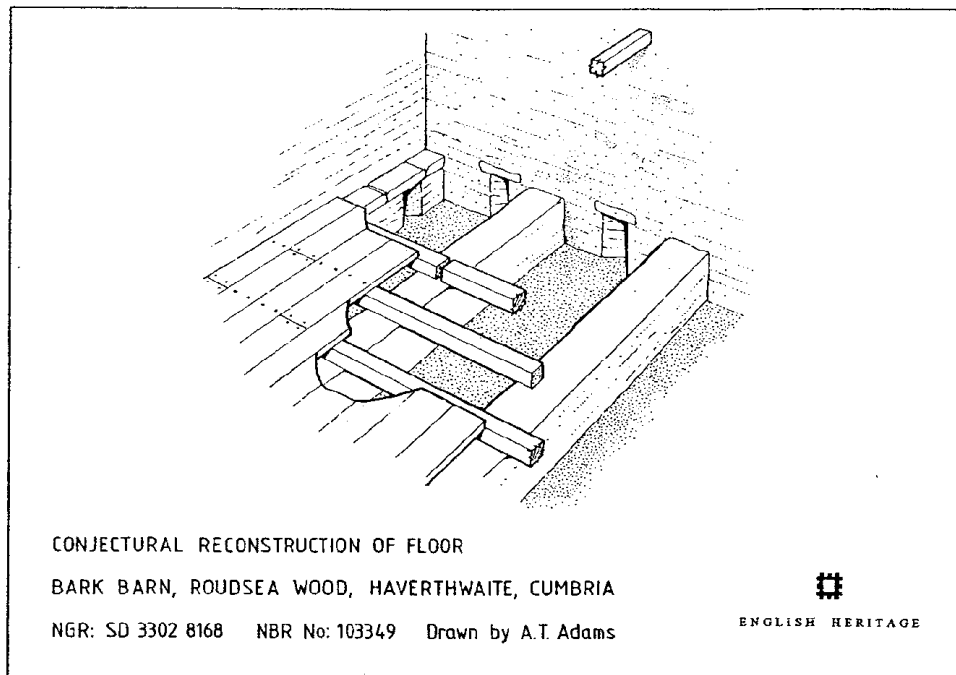 CONJECTURAL RECONSTRUCTION OF FLOOR
BARK BARN, ROUDSEA WOOD, HAVERTHWAITE, CUMBRIA
NGR: SD 3302 8168 NBR No: 103349 Drawn by A.T. Adams
ENGLISH HERITAGE